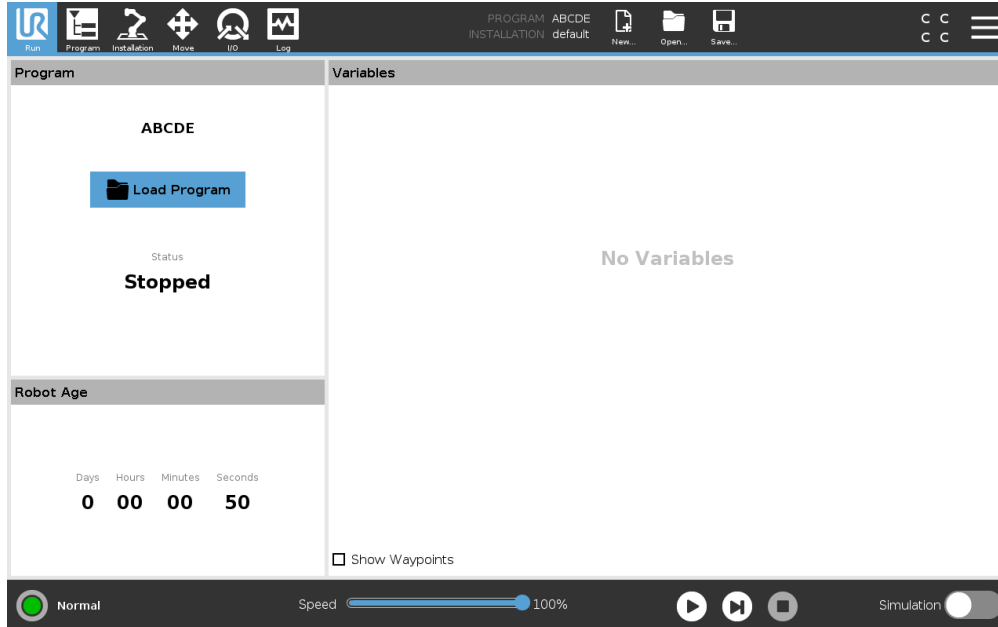 PROGRAM ABCDE
INSTALLATION default
UR
Run
Program
Installation
Move
I/O
Log
New...
Open...
Save...
C C
C C
Program
ABCDE
Load Program
Status
Stopped
Variables
No Variables
Show Waypoints
Robot Age
Days Hours Minutes Seconds
0 00 00 50
Normal
Speed 100%
Simulation